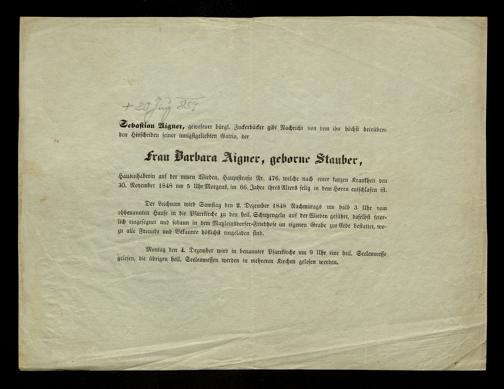 Sebastian Aigner, gewesener bürgl. Zuckerbäcker gibt Nachricht von dem ihn höchst betrüben-
den Hinscheiden seiner innigstgeliebten Gattin, der
Frau Barbara Aigner, geborne Stauber,
Hausinhaberin auf der neuen Wieden, Hauptstraße Nr. 476, welche nach einer kurzen Krankheit den
30. November 1848 um 5 Uhr Morgens, im 66. Jahre ihres Alters selig in dem Herrn entschlafen ist.
Der Leichnam wird Samstag den 2. Dezember 1848 Nachmittags um halb 3 Uhr vom
obbenannten Hause in die Pfarrkirche zu den heil. Schutzengeln auf der Wieden geführt, daselbst feier-
lich eingesegnet und sodann in dem Matzleinsdorfer-Friedhofe im eigenen Grabe zur Erde bestattet, wo-
zu alle Freunde und Bekannte höflichst eingeladen sind.
Montag den 4. Dezember wird in benannter Pfarrkirche um 9 Uhr eine heil. Seelenmesse
gelesen, die übrigen heil. Seelenmessen werden in mehreren Kirchen gelesen werden.